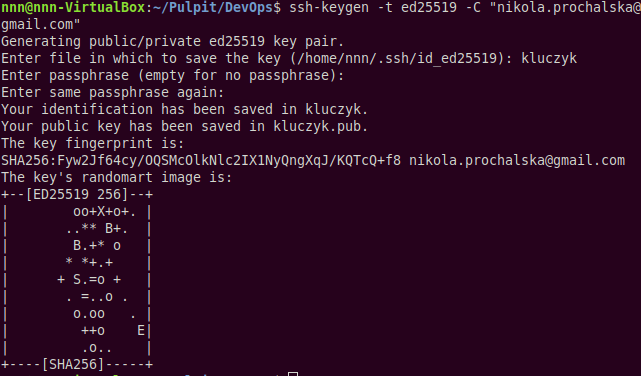 nnn@nnn-VirtualBox:~/Pulpit/DevOps$ ssh-keygen -t ed25519 -C "nikola.prochalska@
gmail.com"
Generating public/private ed25519 key pair.
Enter file in which to save the key (/home/nnn/.ssh/id_ed25519): kluczyk
Enter passphrase (empty for no passphrase):
Enter same passphrase again:
Your identification has been saved in kluczyk.
Your public key has been saved in kluczyk.pub.
The key fingerprint is:
SHA256:Fyw2Jf64cy/OQSMcOlkNlc2IX1NyQngXqJ/KQTcQ+f8 nikola.prochalska@gmail.com
The key's randomart image is:
+--[ED25519 256]--+
|        oo+X+o+. |
|       ..** B+.  |
|        B.+* o   |
|       * *+.+    |
|      + S.=o +   |
|       . =..o .  |
|        o.oo   . |
|         ++o    E|
|         .o..    |
+----[SHA256]-----+